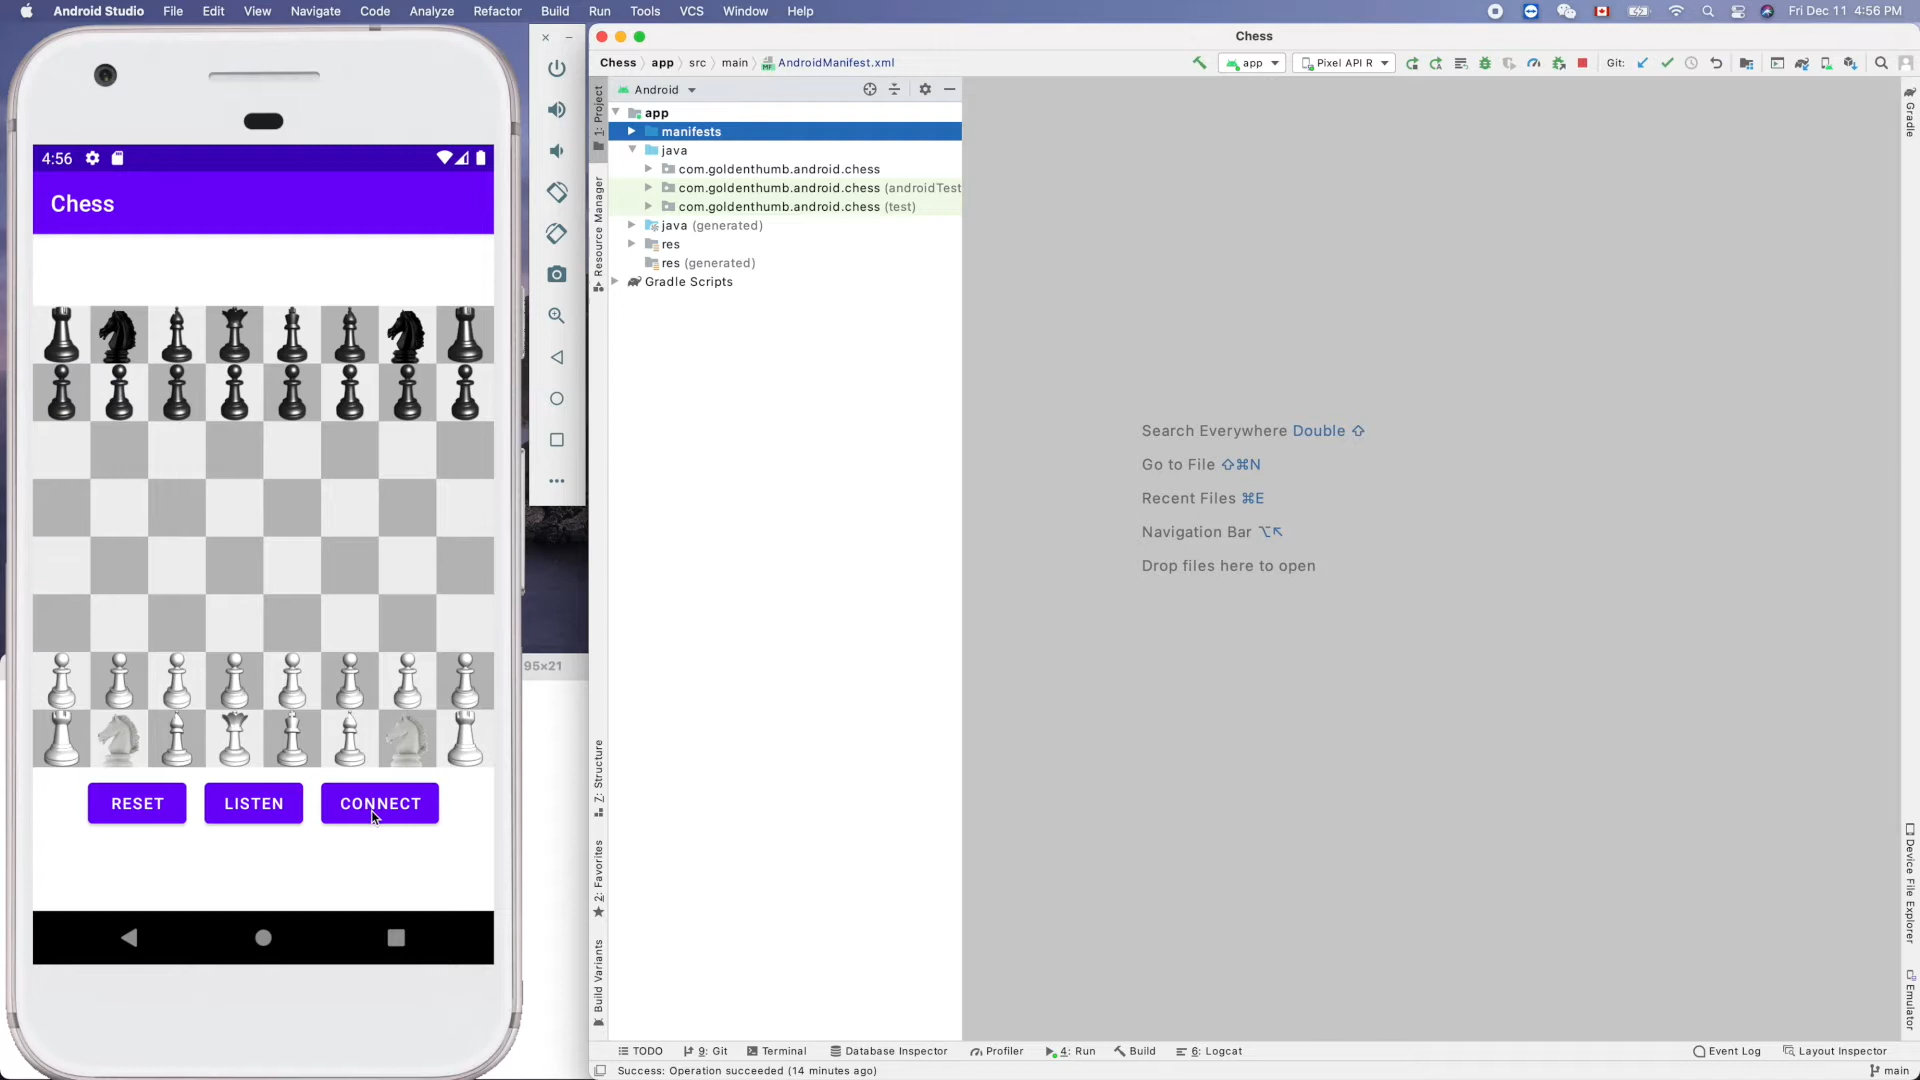 Android Studio File Edit View Navigate Code Analyze Refactor Build Run Tools VCS Window Help Fri Dec 11 4:56 PM
4:56
Chess
RESET LISTEN CONNECT
95×21
Chess
Chess app src main AndroidManifest.xml
app Pixel API R Git:
1: Project
Resource Manager
Z: Structure
2: Favorites
Build Variants
Android
app
manifests
java
com.goldenthumb.android.chess
com.goldenthumb.android.chess (androidTest
com.goldenthumb.android.chess (test)
java (generated)
res
res (generated)
Gradle Scripts
Search Everywhere Double ⇧
Go to File ⇧⌘N
Recent Files ⌘E
Navigation Bar ⌥↖
Drop files here to open
Gradle
Device File Explorer
Emulator
TODO 9: Git Terminal Database Inspector Profiler 4: Run Build 6: Logcat Event Log Layout Inspector
Success: Operation succeeded (14 minutes ago) main